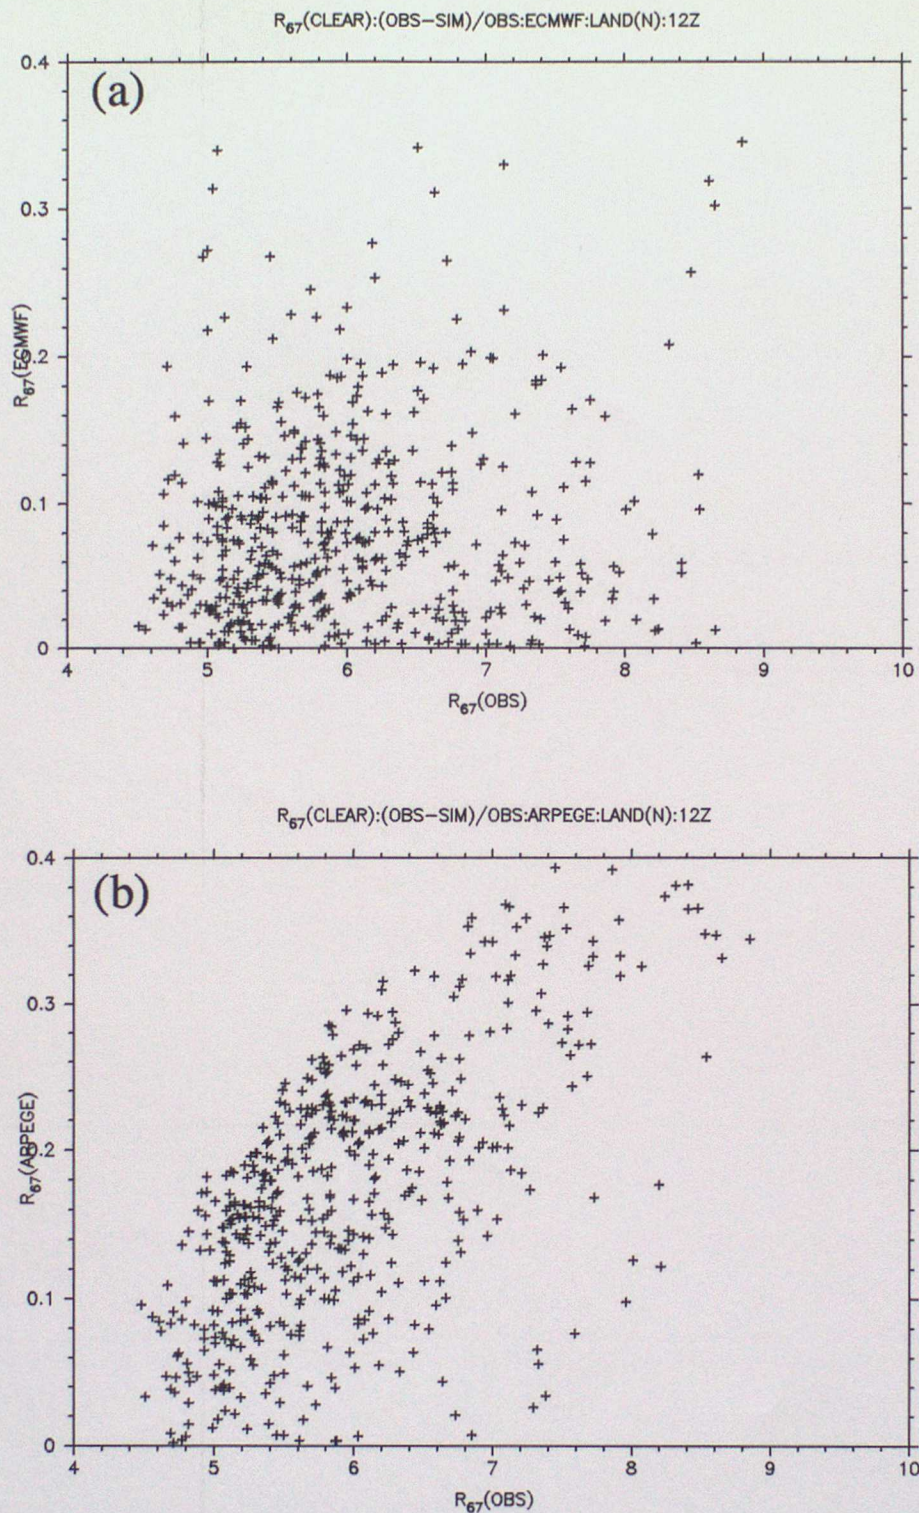 R₆₇(CLEAR):(OBS−SIM)/OBS:ECMWF:LAND(N):12Z
(a)
0.4
0.3
0.2
0.1
0
R₆₇(ECMWF)
4 5 6 7 8 9 10
R₆₇(OBS)
R₆₇(CLEAR):(OBS−SIM)/OBS:ARPEGE:LAND(N):12Z
(b)
0.4
0.3
0.2
0.1
0
R₆₇(ARPEGE)
4 5 6 7 8 9 10
R₆₇(OBS)